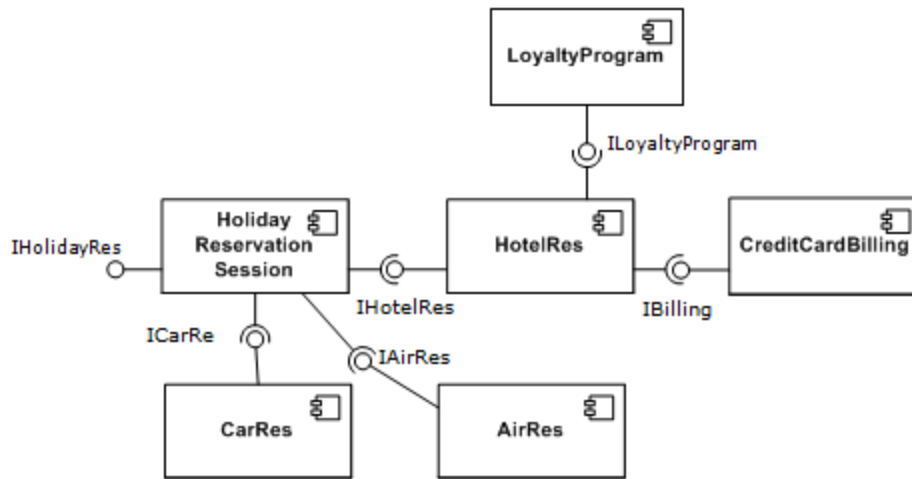 LoyaltyProgram
ILoyaltyProgram
IHolidayRes
Holiday
Reservation
Session
HotelRes
CreditCardBilling
IHotelRes
IBilling
ICarRe
IAirRes
CarRes
AirRes